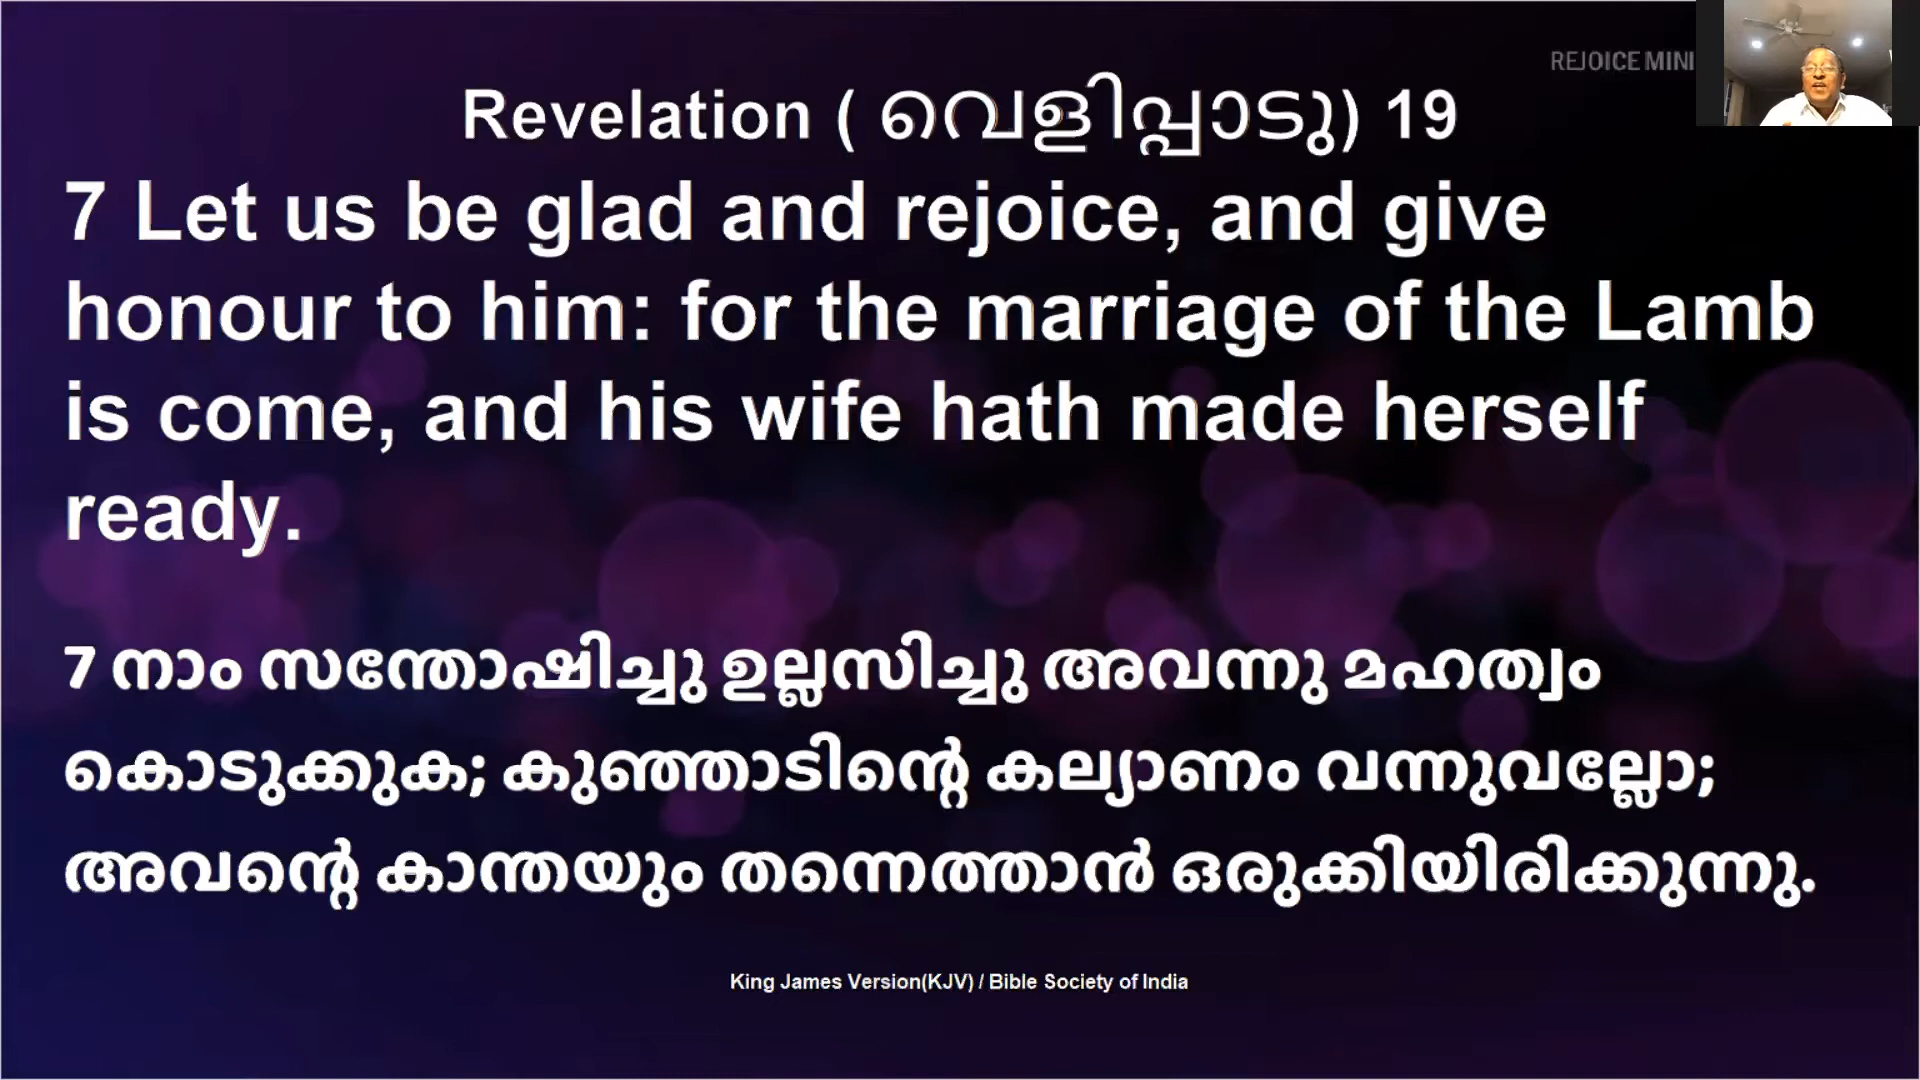 REJOICE MINI
Revelation ( വെളിപ്പാടു) 19
7 Let us be glad and rejoice, and give
honour to him: for the marriage of the Lamb
is come, and his wife hath made herself
ready.
7 നാം സന്തോഷിച്ചു ഉല്ലസിച്ചു അവന്നു മഹത്വം
കൊടുക്കുക; കുഞ്ഞാടിന്റെ കല്യാണം വന്നുവല്ലോ;
അവന്റെ കാന്തയും തന്നെത്താൻ ഒരുക്കിയിരിക്കുന്നു.
King James Version(KJV) / Bible Society of India